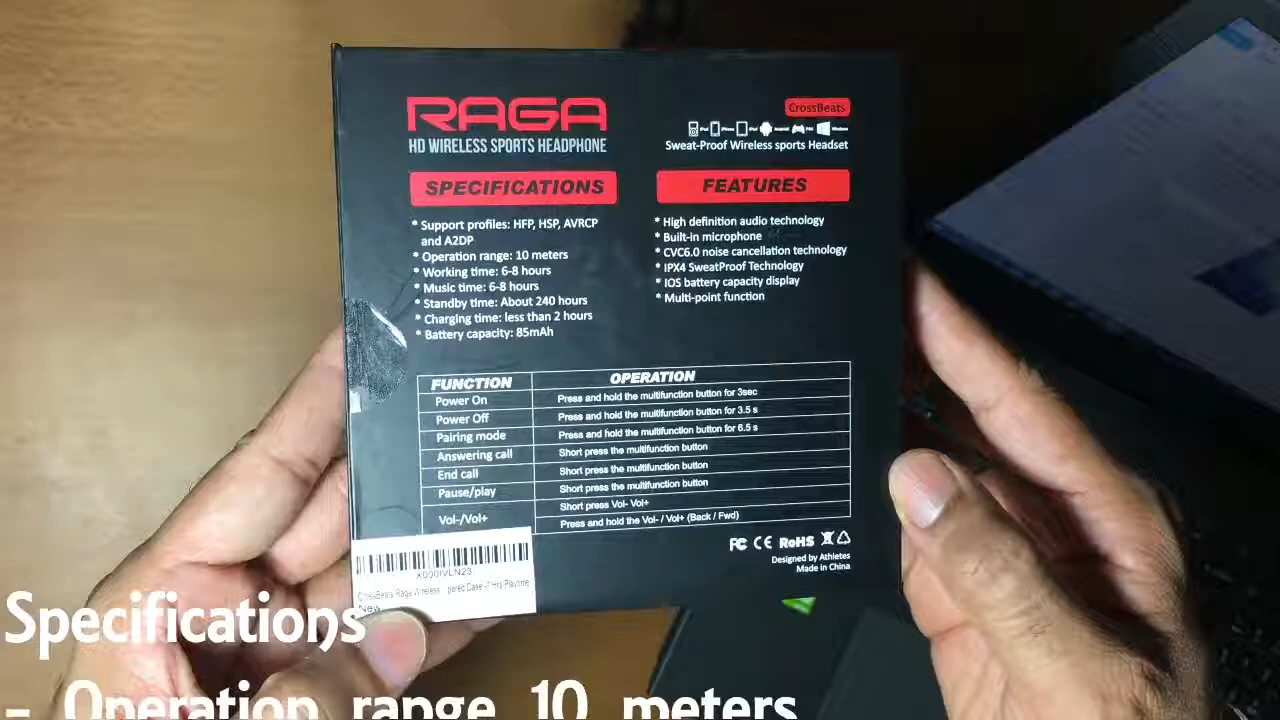 RAGA
HD WIRELESS SPORTS HEADPHONE
CrossBeats
Sweat-Proof Wireless sports Headset
SPECIFICATIONS
* Support profiles: HFP, HSP, AVRCP
and A2DP
* Operation range: 10 meters
* Working time: 6-8 hours
* Music time: 6-8 hours
* Standby time: About 240 hours
* Charging time: less than 2 hours
* Battery capacity: 85mAh
FEATURES
* High definition audio technology
* Built-in microphone
* CVC6.0 noise cancellation technology
* IPX4 SweatProof Technology
* IOS battery capacity display
* Multi-point function
FUNCTION OPERATION
Power On Press and hold the multifunction button for 3sec
Power Off Press and hold the multifunction button for 3.5 s
Pairing mode Press and hold the multifunction button for 6.5 s
Answering call Short press the multifunction button
End call Short press the multifunction button
Pause/play Short press the multifunction button
Vol-/Vol+ Short press Vol- Vol+
Press and hold the Vol- / Vol+ (Back / Fwd)
FC CE RoHS
Designed by Athletes
Made in China
X000IVLN23
CrossBeats Raga Wireless pered Case -7 Hrs Playtime
New
Specifications
- Operation range 10 meters